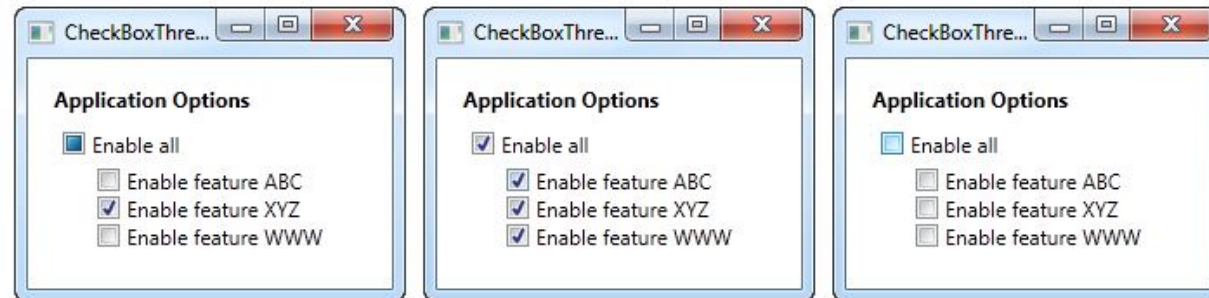 CheckBoxThre...
Application Options
Enable all
Enable feature ABC
Enable feature XYZ
Enable feature WWW
CheckBoxThre...
Application Options
Enable all
Enable feature ABC
Enable feature XYZ
Enable feature WWW
CheckBoxThre...
Application Options
Enable all
Enable feature ABC
Enable feature XYZ
Enable feature WWW